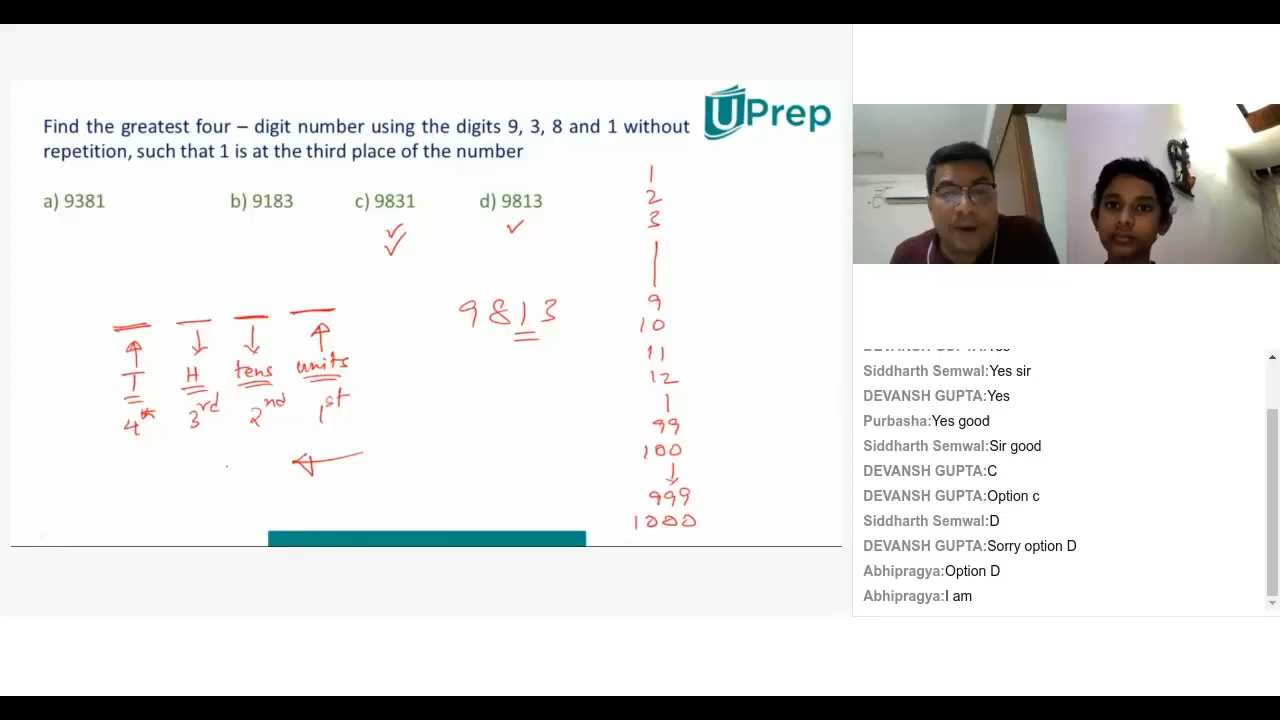 Find the greatest four – digit number using the digits 9, 3, 8 and 1 without
repetition, such that 1 is at the third place of the number
UPrep
a) 9381 b) 9183 c) 9831 d) 9813
1
2
3
9
10
11
12
1
99
100
999
1000
9813
T H tens units
4th 3rd 2nd 1st
Siddharth Semwal:Yes sir
DEVANSH GUPTA:Yes
Purbasha:Yes good
Siddharth Semwal:Sir good
DEVANSH GUPTA:C
DEVANSH GUPTA:Option c
Siddharth Semwal:D
DEVANSH GUPTA:Sorry option D
Abhipragya:Option D
Abhipragya:I am